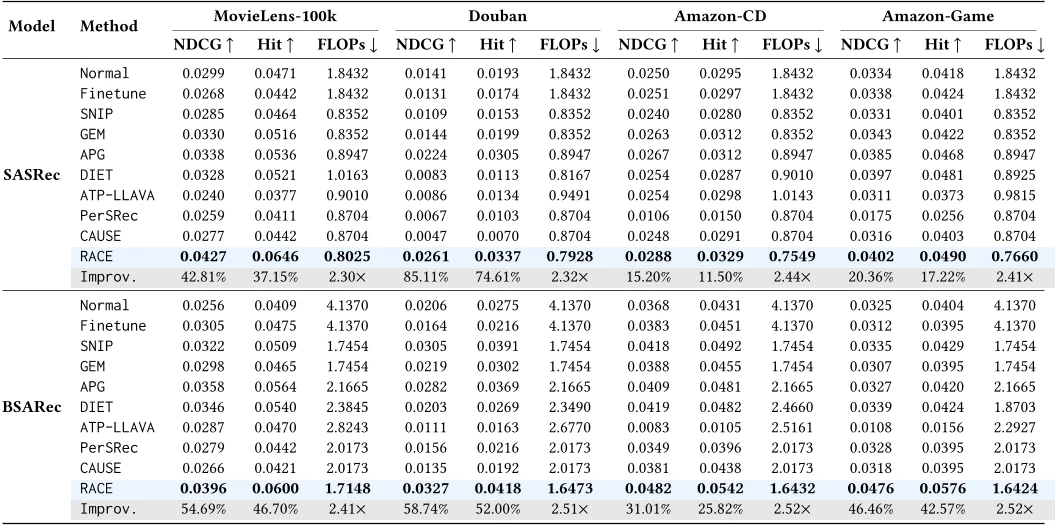 Model Method MovieLens-100k Douban Amazon-CD Amazon-Game
NDCG ↑ Hit ↑ FLOPs ↓ NDCG ↑ Hit ↑ FLOPs ↓ NDCG ↑ Hit ↑ FLOPs ↓ NDCG ↑ Hit ↑ FLOPs ↓
Normal 0.0299 0.0471 1.8432 0.0141 0.0193 1.8432 0.0250 0.0295 1.8432 0.0334 0.0418 1.8432
Finetune 0.0268 0.0442 1.8432 0.0131 0.0174 1.8432 0.0251 0.0297 1.8432 0.0338 0.0424 1.8432
SNIP 0.0285 0.0464 0.8352 0.0109 0.0153 0.8352 0.0240 0.0280 0.8352 0.0331 0.0401 0.8352
GEM 0.0330 0.0516 0.8352 0.0144 0.0199 0.8352 0.0263 0.0312 0.8352 0.0343 0.0422 0.8352
APG 0.0338 0.0536 0.8947 0.0224 0.0305 0.8947 0.0267 0.0312 0.8947 0.0385 0.0468 0.8947
SASRec DIET 0.0328 0.0521 1.0163 0.0083 0.0113 0.8167 0.0254 0.0287 0.9010 0.0397 0.0481 0.8925
ATP-LLAVA 0.0240 0.0377 0.9010 0.0086 0.0134 0.9491 0.0254 0.0298 1.0143 0.0311 0.0373 0.9815
PerSRec 0.0259 0.0411 0.8704 0.0067 0.0103 0.8704 0.0106 0.0150 0.8704 0.0175 0.0256 0.8704
CAUSE 0.0277 0.0442 0.8704 0.0047 0.0070 0.8704 0.0248 0.0291 0.8704 0.0316 0.0403 0.8704
RACE 0.0427 0.0646 0.8025 0.0261 0.0337 0.7928 0.0288 0.0329 0.7549 0.0402 0.0490 0.7660
Improv. 42.81% 37.15% 2.30× 85.11% 74.61% 2.32× 15.20% 11.50% 2.44× 20.36% 17.22% 2.41×
Normal 0.0256 0.0409 4.1370 0.0206 0.0275 4.1370 0.0368 0.0431 4.1370 0.0325 0.0404 4.1370
Finetune 0.0305 0.0475 4.1370 0.0164 0.0216 4.1370 0.0383 0.0451 4.1370 0.0312 0.0395 4.1370
SNIP 0.0322 0.0509 1.7454 0.0305 0.0391 1.7454 0.0418 0.0492 1.7454 0.0335 0.0429 1.7454
GEM 0.0298 0.0465 1.7454 0.0219 0.0302 1.7454 0.0388 0.0455 1.7454 0.0307 0.0395 1.7454
APG 0.0358 0.0564 2.1665 0.0282 0.0369 2.1665 0.0409 0.0481 2.1665 0.0327 0.0420 2.1665
BSARec DIET 0.0346 0.0540 2.3845 0.0203 0.0269 2.3490 0.0419 0.0482 2.4660 0.0339 0.0424 1.8703
ATP-LLAVA 0.0287 0.0470 2.8243 0.0111 0.0163 2.6770 0.0083 0.0105 2.5161 0.0108 0.0156 2.2927
PerSRec 0.0279 0.0442 2.0173 0.0156 0.0216 2.0173 0.0349 0.0396 2.0173 0.0328 0.0395 2.0173
CAUSE 0.0266 0.0421 2.0173 0.0135 0.0192 2.0173 0.0381 0.0438 2.0173 0.0318 0.0395 2.0173
RACE 0.0396 0.0600 1.7148 0.0327 0.0418 1.6473 0.0482 0.0542 1.6432 0.0476 0.0576 1.6424
Improv. 54.69% 46.70% 2.41× 58.74% 52.00% 2.51× 31.01% 25.82% 2.52× 46.46% 42.57% 2.52×